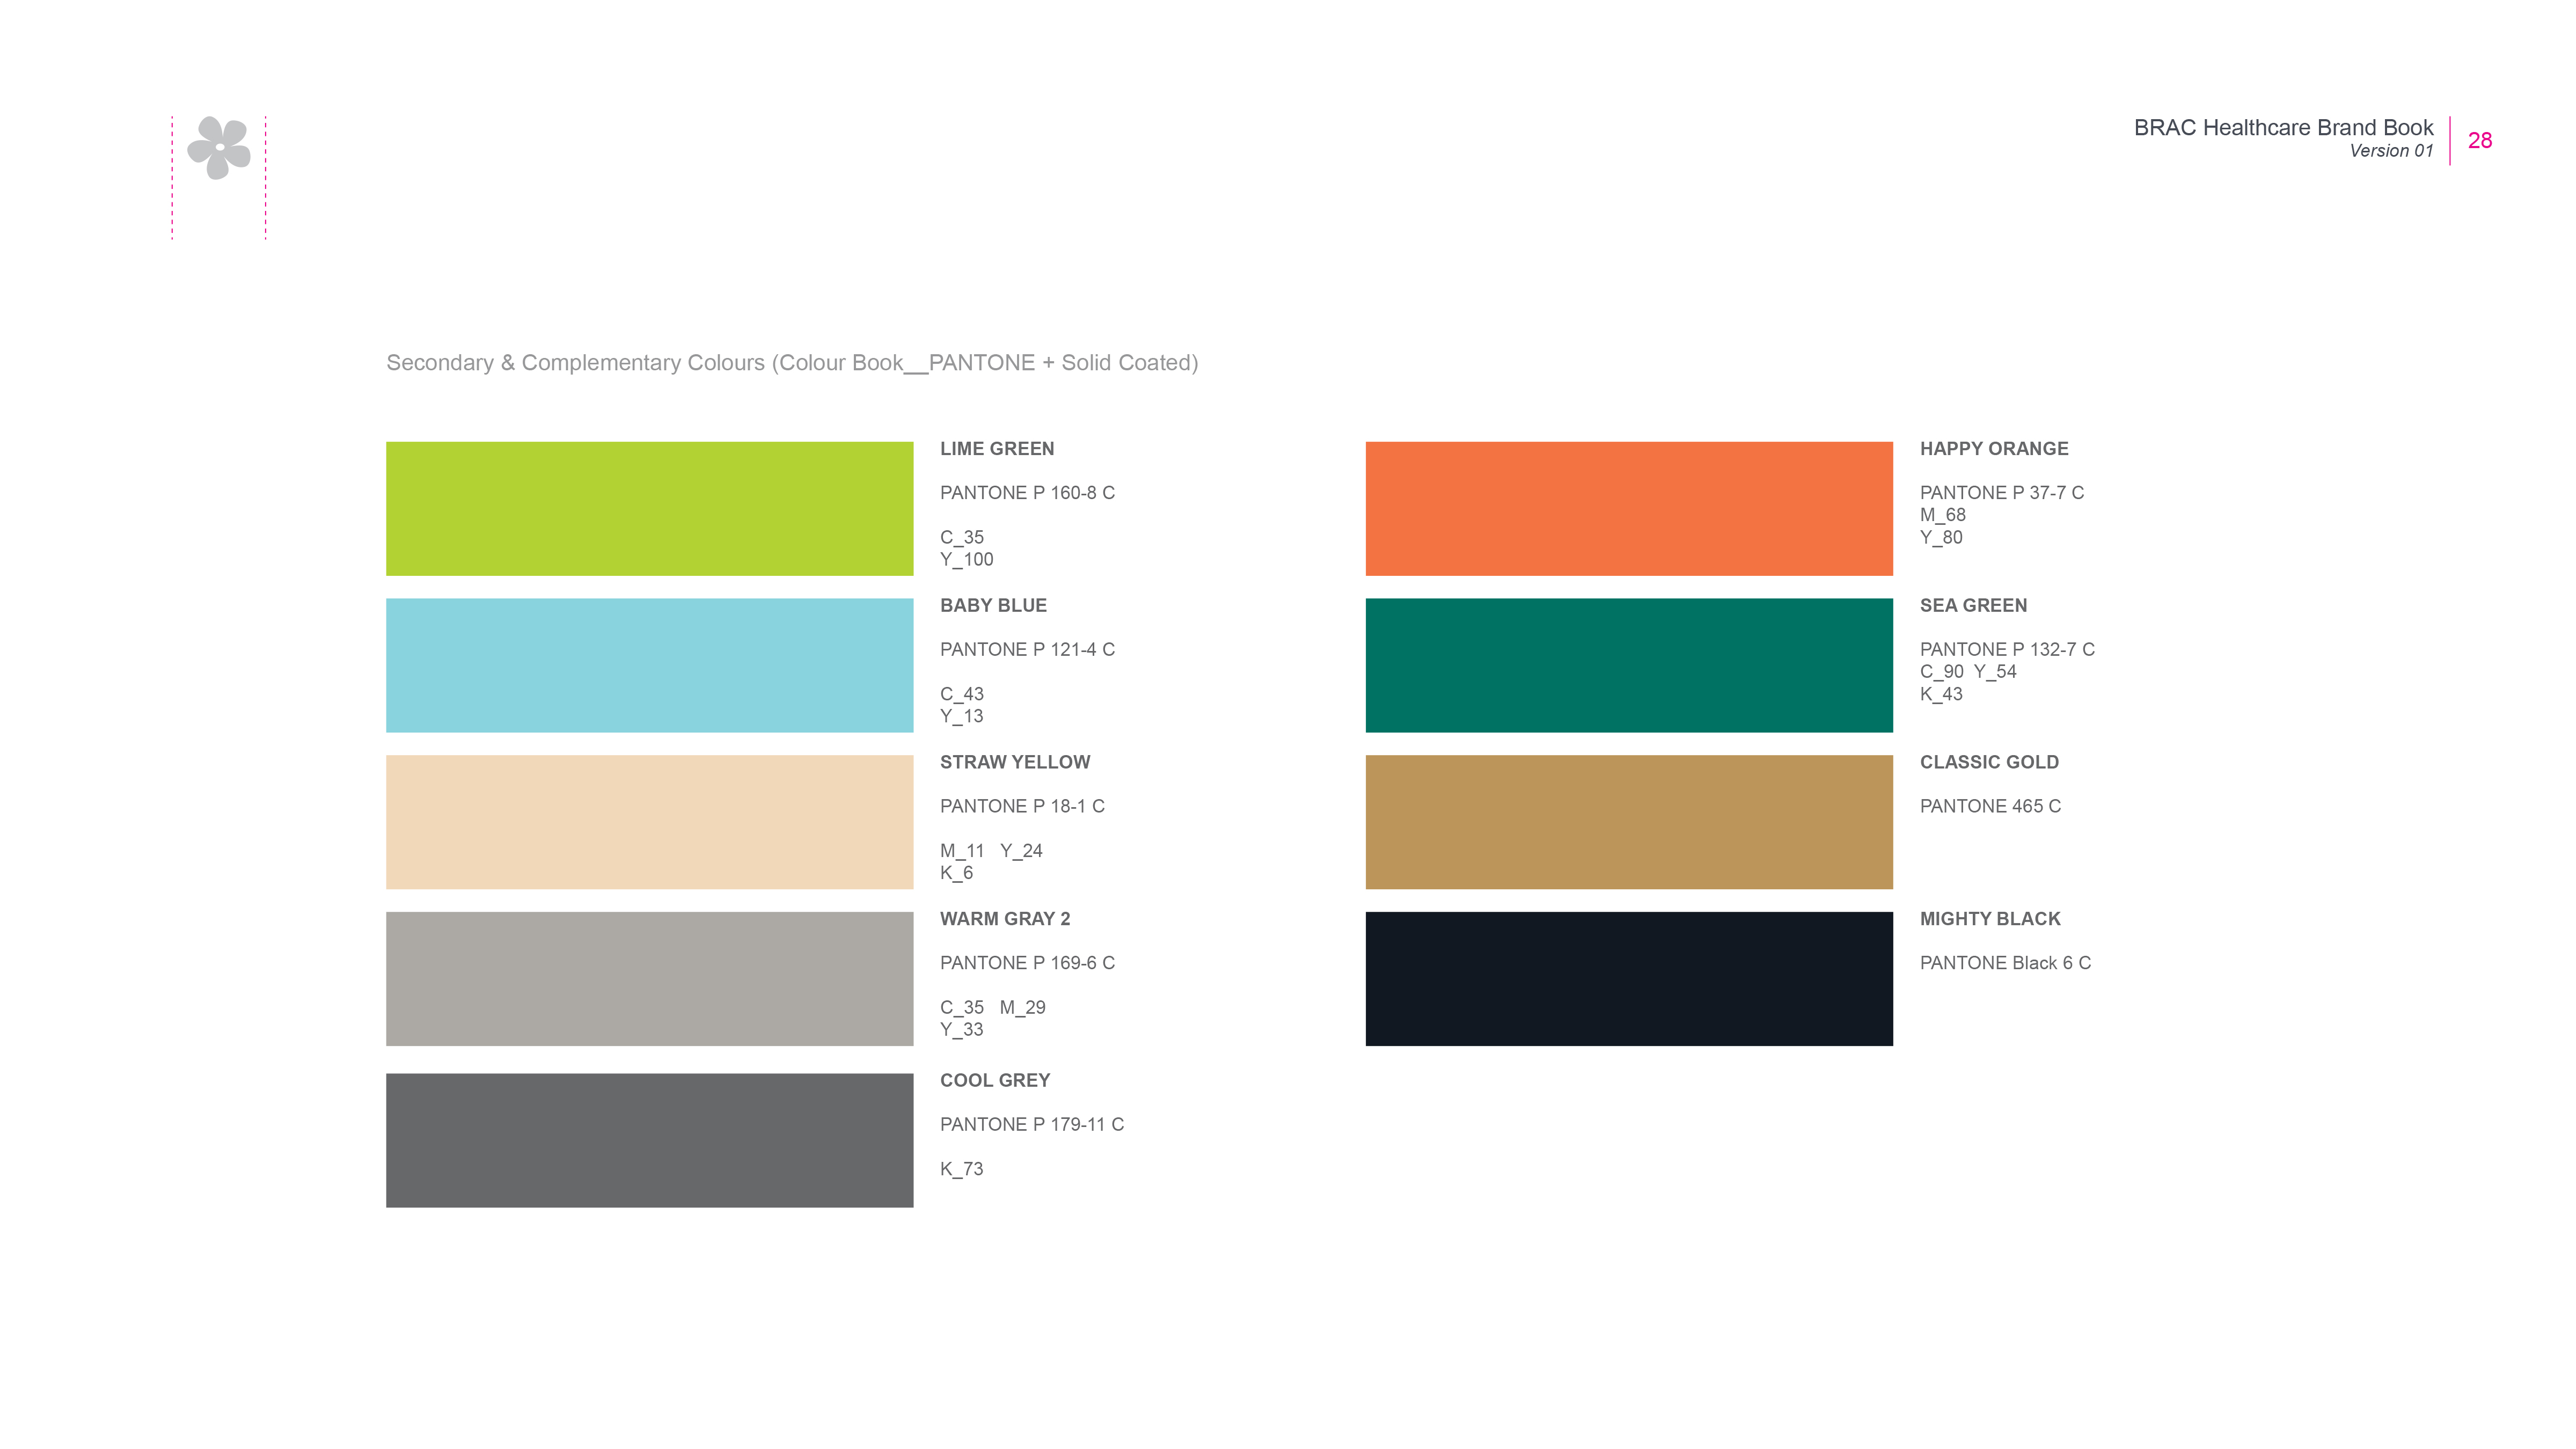 BRAC Healthcare Brand Book
Version 01
28
Secondary & Complementary Colours (Colour Book__PANTONE + Solid Coated)
LIME GREEN
PANTONE P 160-8 C
C_35
Y_100
BABY BLUE
PANTONE P 121-4 C
C_43
Y_13
STRAW YELLOW
PANTONE P 18-1 C
M_11 Y_24
K_6
WARM GRAY 2
PANTONE P 169-6 C
C_35 M_29
Y_33
COOL GREY
PANTONE P 179-11 C
K_73
HAPPY ORANGE
PANTONE P 37-7 C
M_68
Y_80
SEA GREEN
PANTONE P 132-7 C
C_90 Y_54
K_43
CLASSIC GOLD
PANTONE 465 C
MIGHTY BLACK
PANTONE Black 6 C